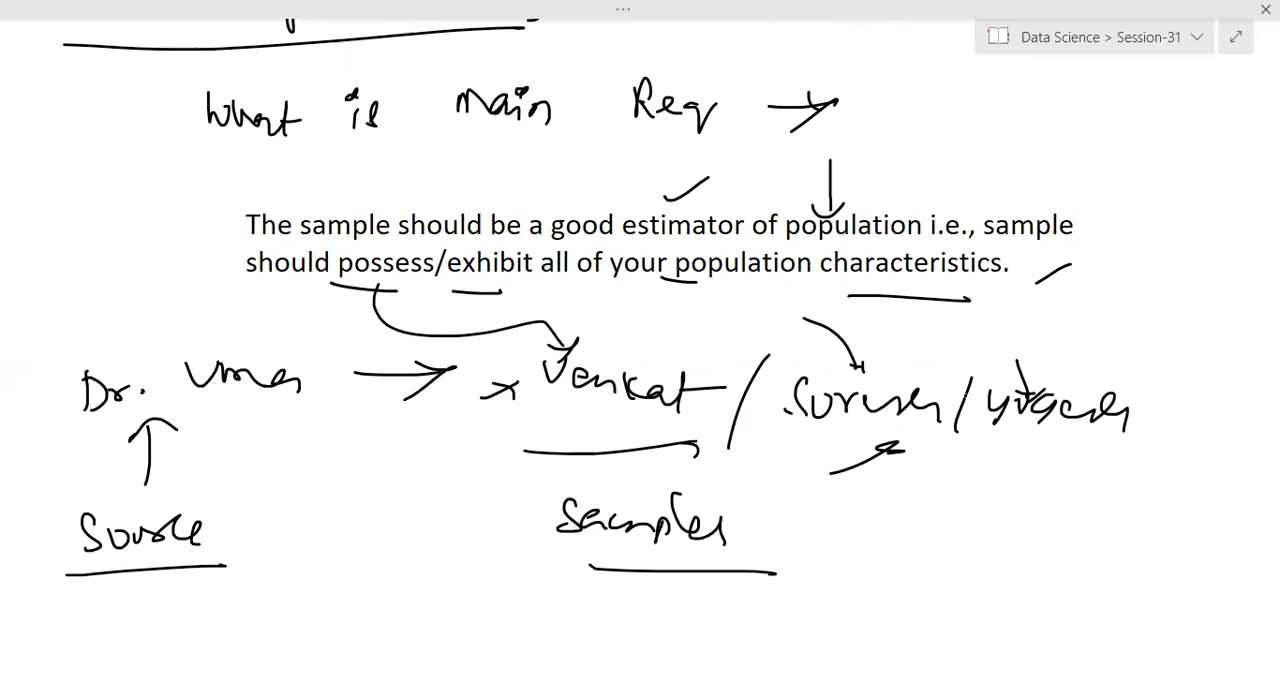 Data Science > Session-31
What is Main Req →
The sample should be a good estimator of population i.e., sample
should possess/exhibit all of your population characteristics.
Dr. Uma → Venkat / Suresh /
Source
Samples